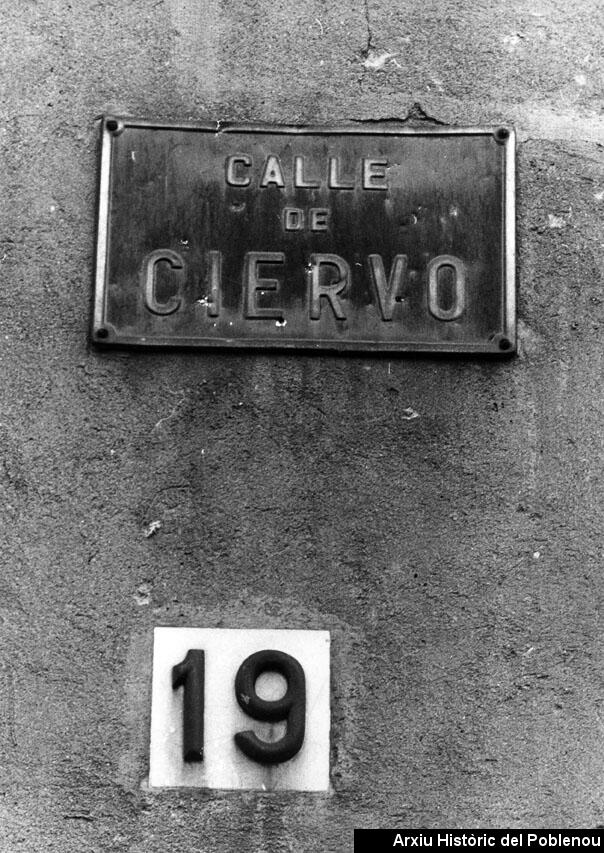 CALLE
DE
CIERVO
19
Arxiu Històric del Poblenou